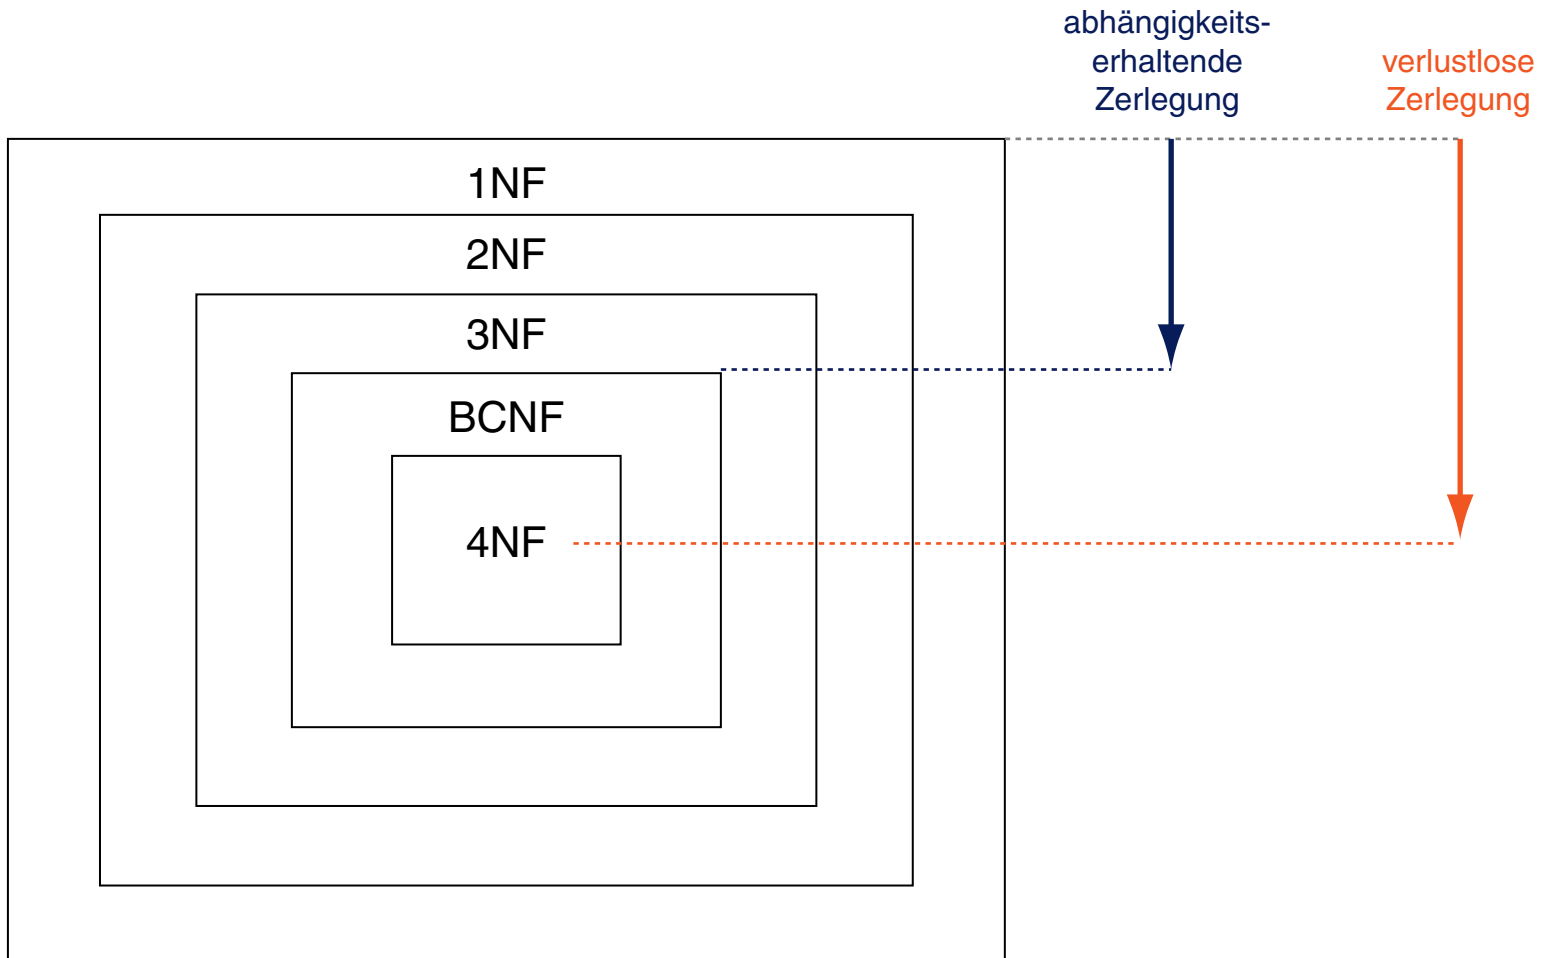 abhängigkeits-
erhaltende
Zerlegung
verlustlose
Zerlegung
1NF
2NF
3NF
BCNF
4NF